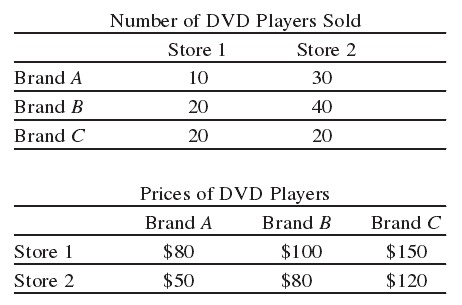 Number of DVD Players Sold
Store 1 Store 2
Brand A 10 30
Brand B 20 40
Brand C 20 20
Prices of DVD Players
Brand A Brand B Brand C
Store 1 $80 $100 $150
Store 2 $50 $80 $120